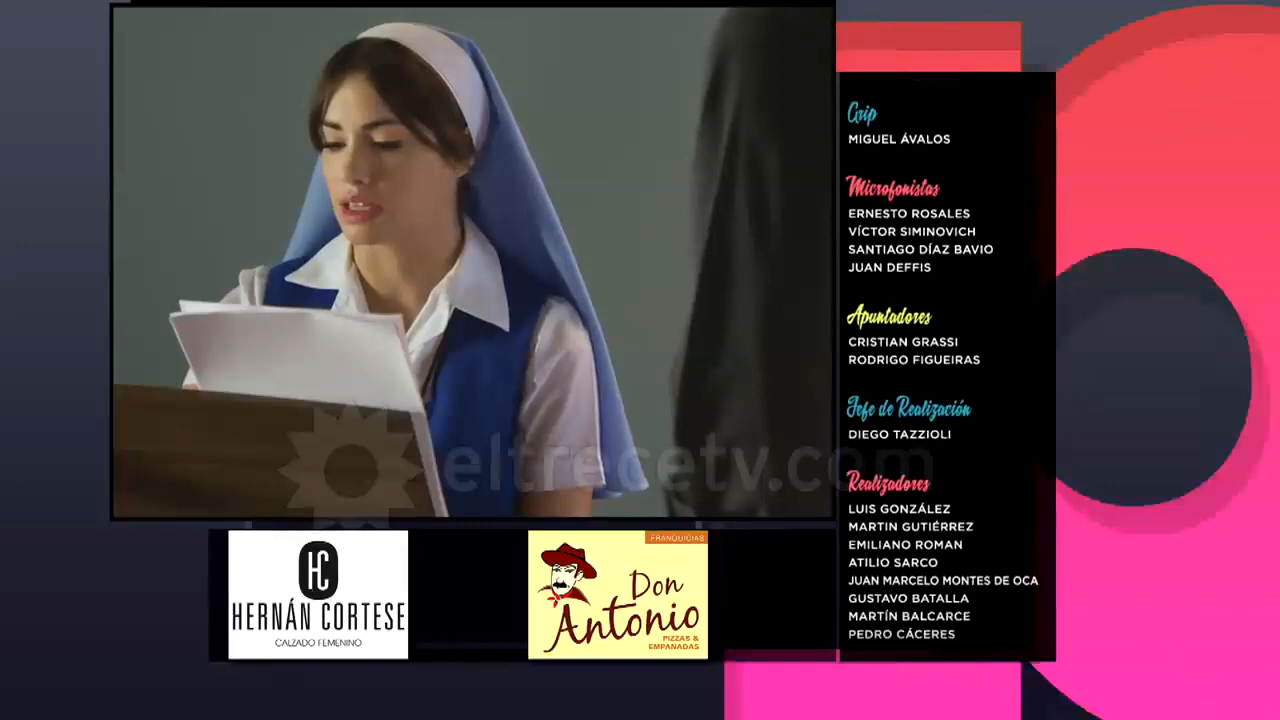 Grip
MIGUEL ÁVALOS
Microfonistas
ERNESTO ROSALES
VÍCTOR SIMINOVICH
SANTIAGO DÍAZ BAVIO
JUAN DEFFIS
Apuntadores
CRISTIAN GRASSI
RODRIGO FIGUEIRAS
Jefe de Realización
DIEGO TAZZIOLI
Realizadores
LUIS GONZÁLEZ
MARTIN GUTIÉRREZ
EMILIANO ROMAN
ATILIO SARCO
JUAN MARCELO MONTES DE OCA
GUSTAVO BATALLA
MARTÍN BALCARCE
PEDRO CÁCERES
eltrecetv.com
HC
HERNÁN CORTESE
CALZADO FEMENINO
FRANQUICIAS
Don
Antonio
PIZZAS &
EMPANADAS